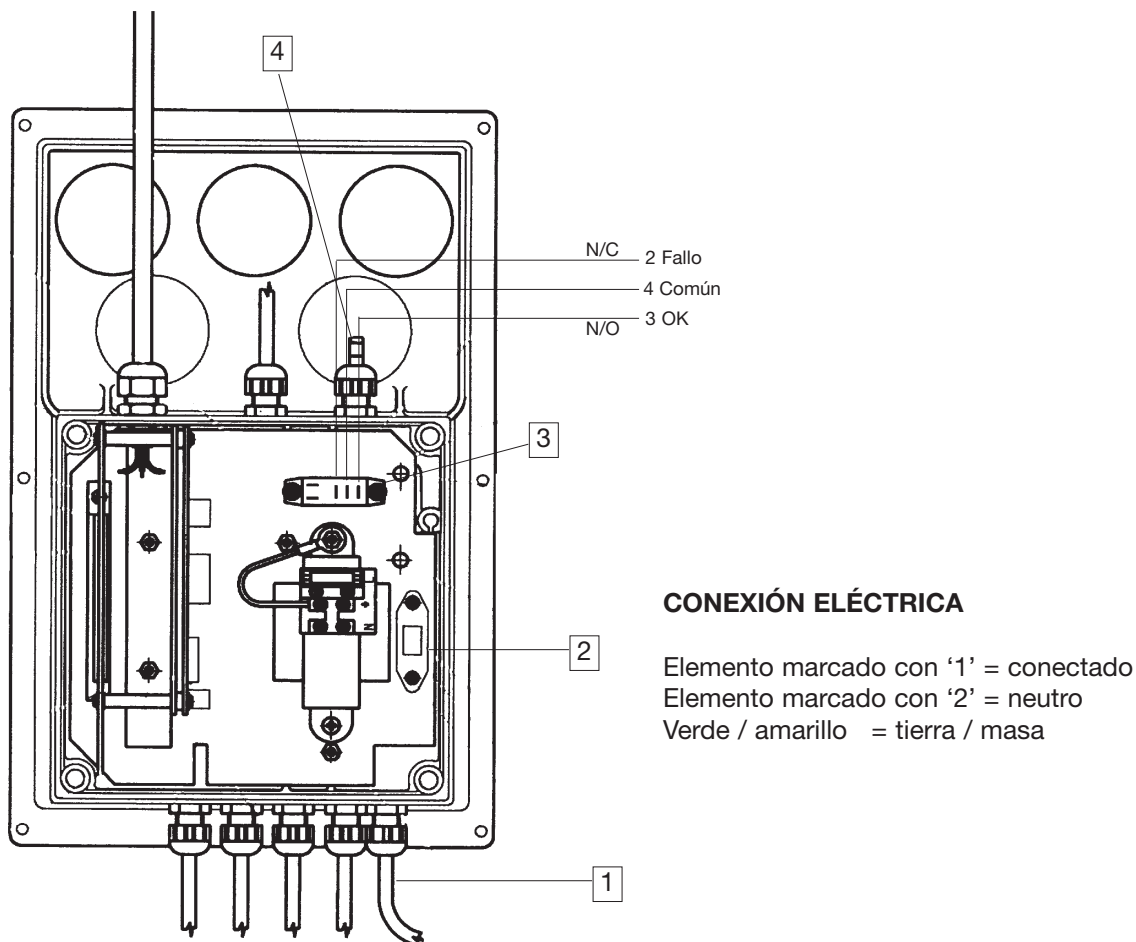 4
N/C 2 Fallo
4 Común
N/O 3 OK
3
CONEXIÓN ELÉCTRICA
2
Elemento marcado con ‘1’ = conectado
Elemento marcado con ‘2’ = neutro
Verde / amarillo = tierra / masa
1